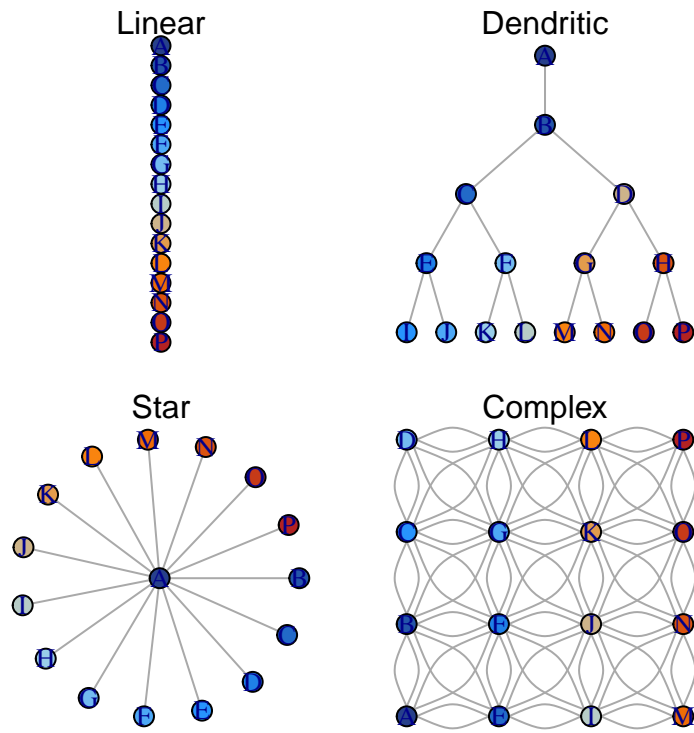 Linear
A
B
C
D
E
F
G
H
I
J
K
L
M
N
O
P
Dendritic
A
B
C D
E F G H
I J K L M N O P
Star
M
N
L
O
K
P
J
A B
I
C
H
D
G
E
F
Complex
D H L P
C G K O
B F J N
A E I M